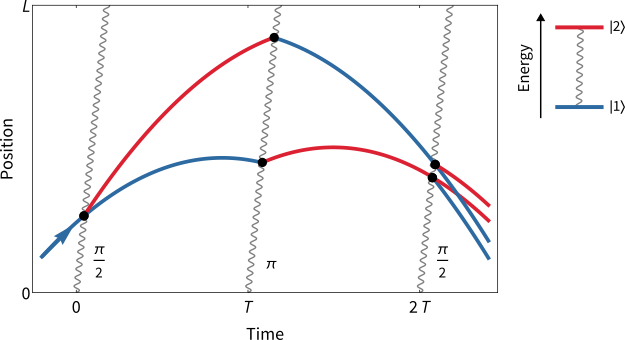 L
Position
0
π
2
π
π
2
0
T
2 T
Time
Energy
|2⟩
|1⟩